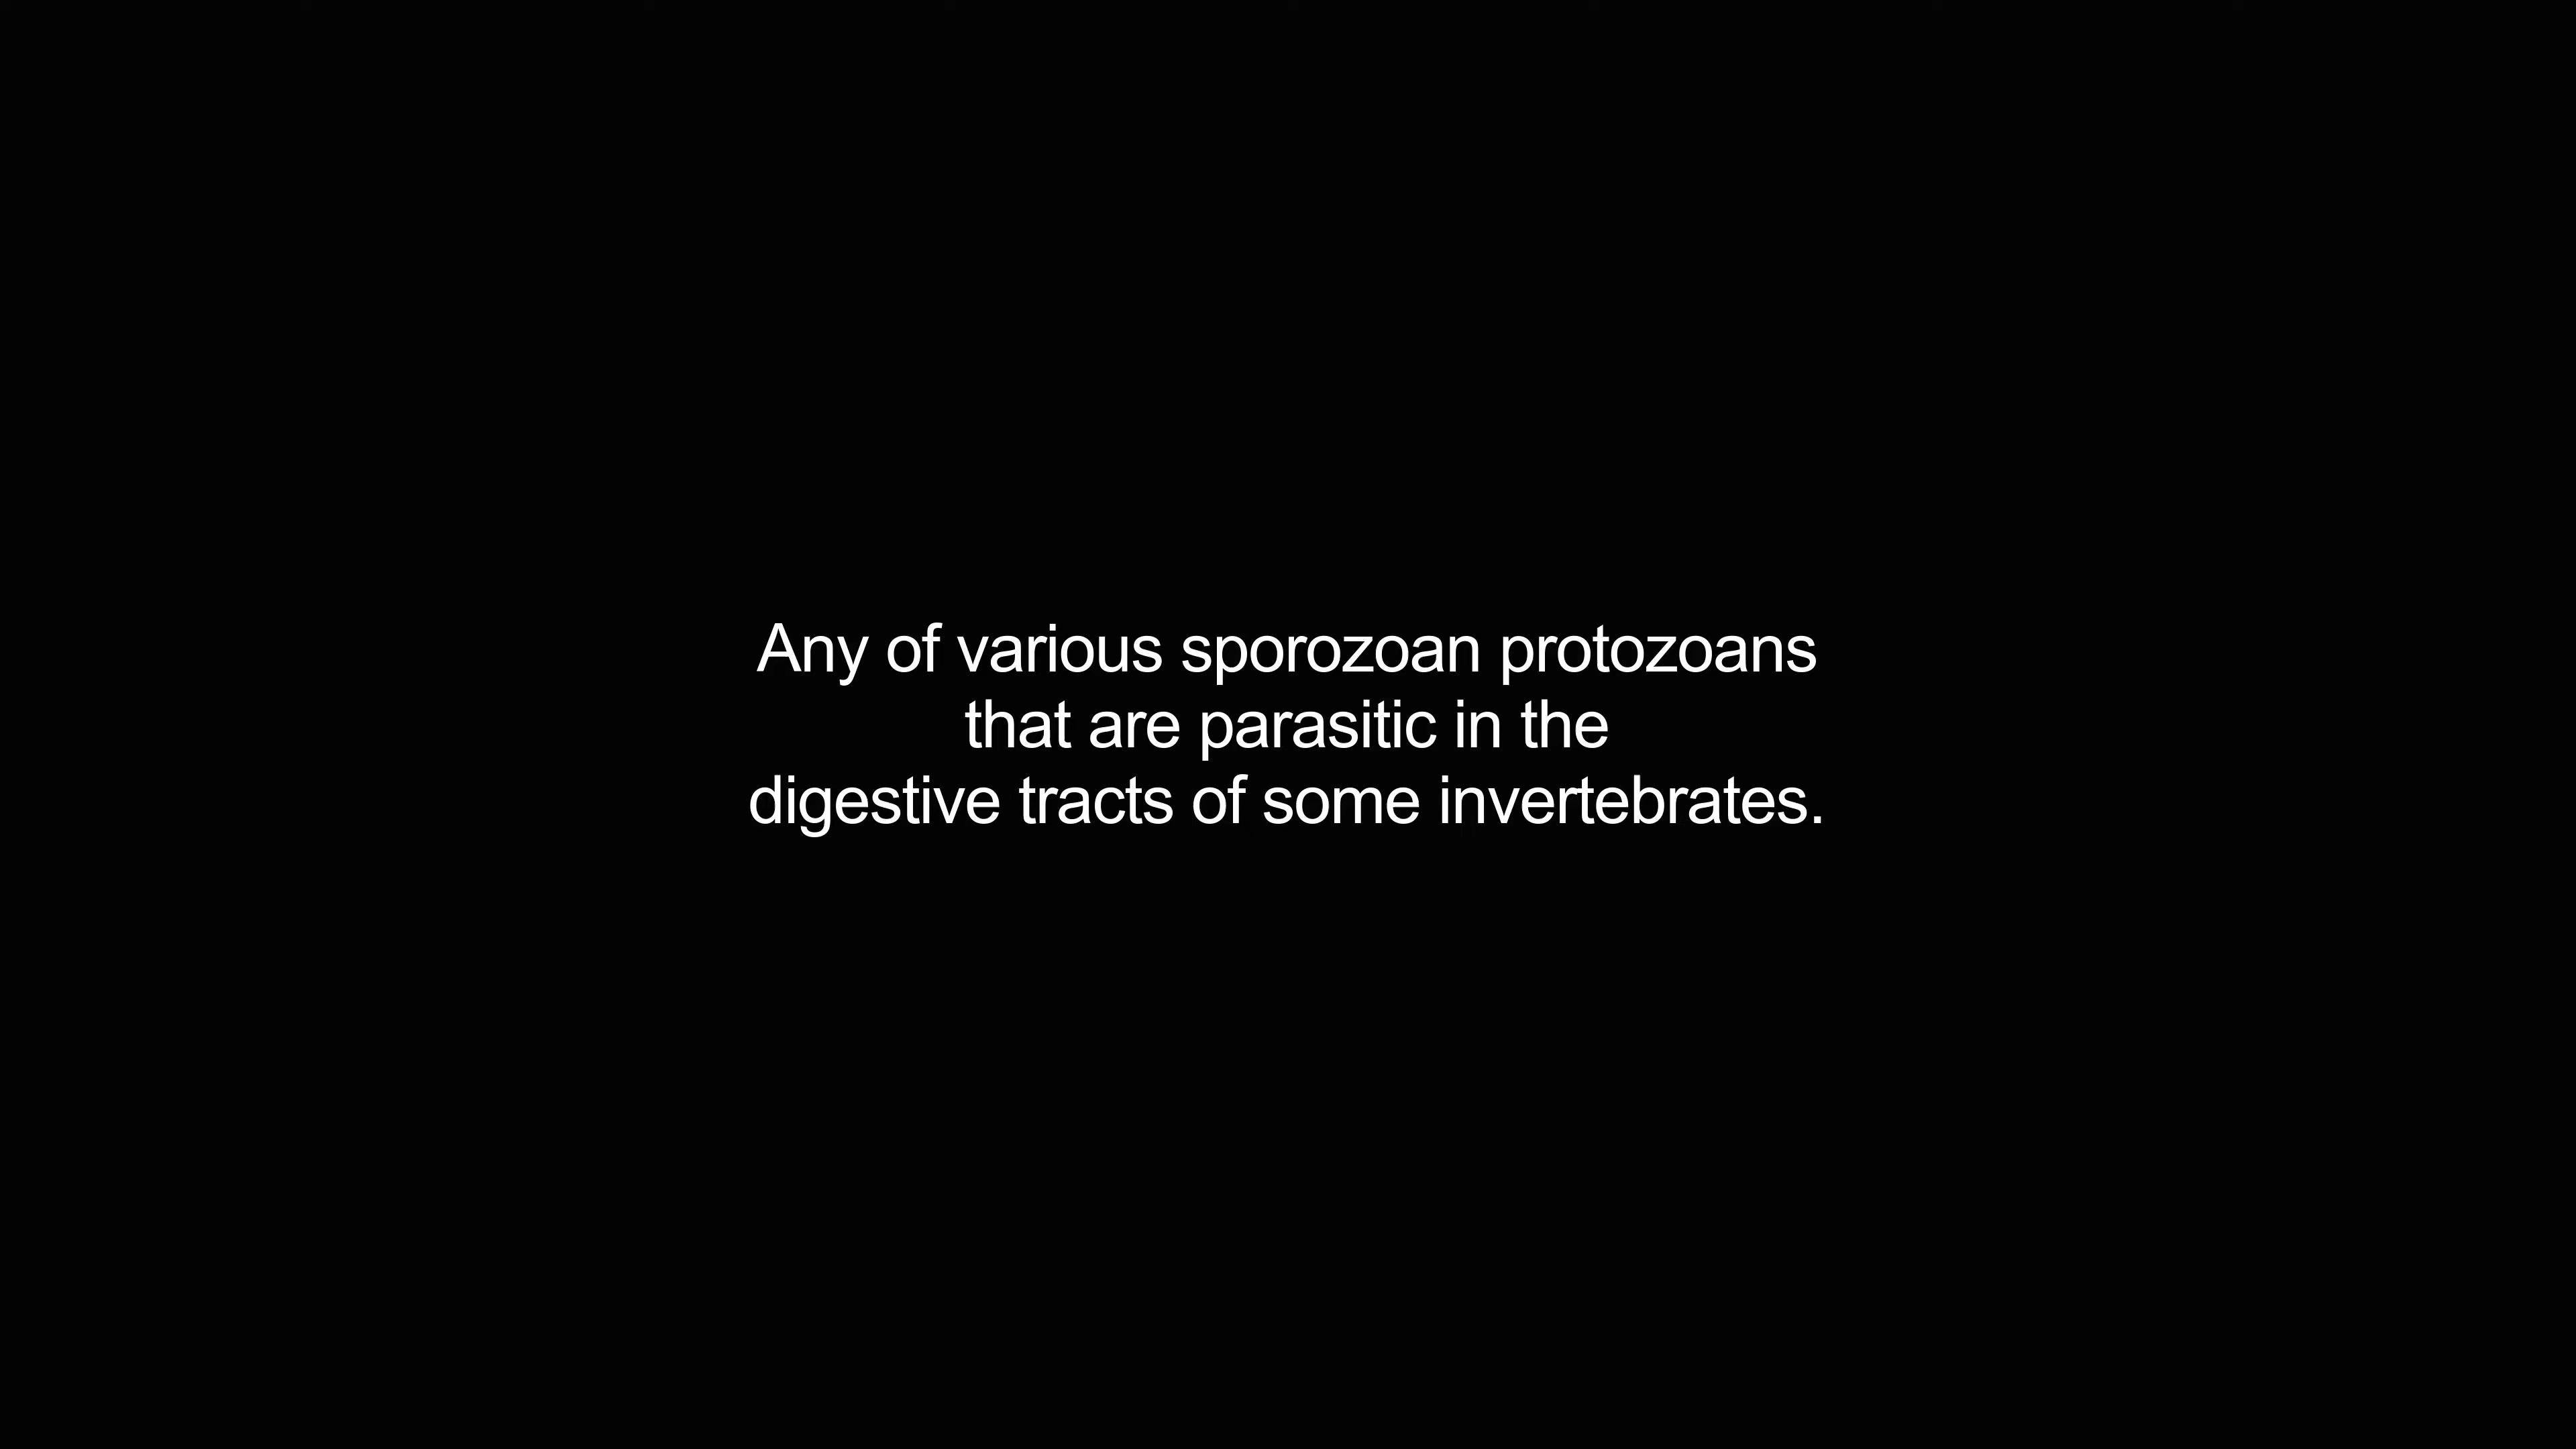 Any of various sporozoan protozoans
that are parasitic in the
digestive tracts of some invertebrates.